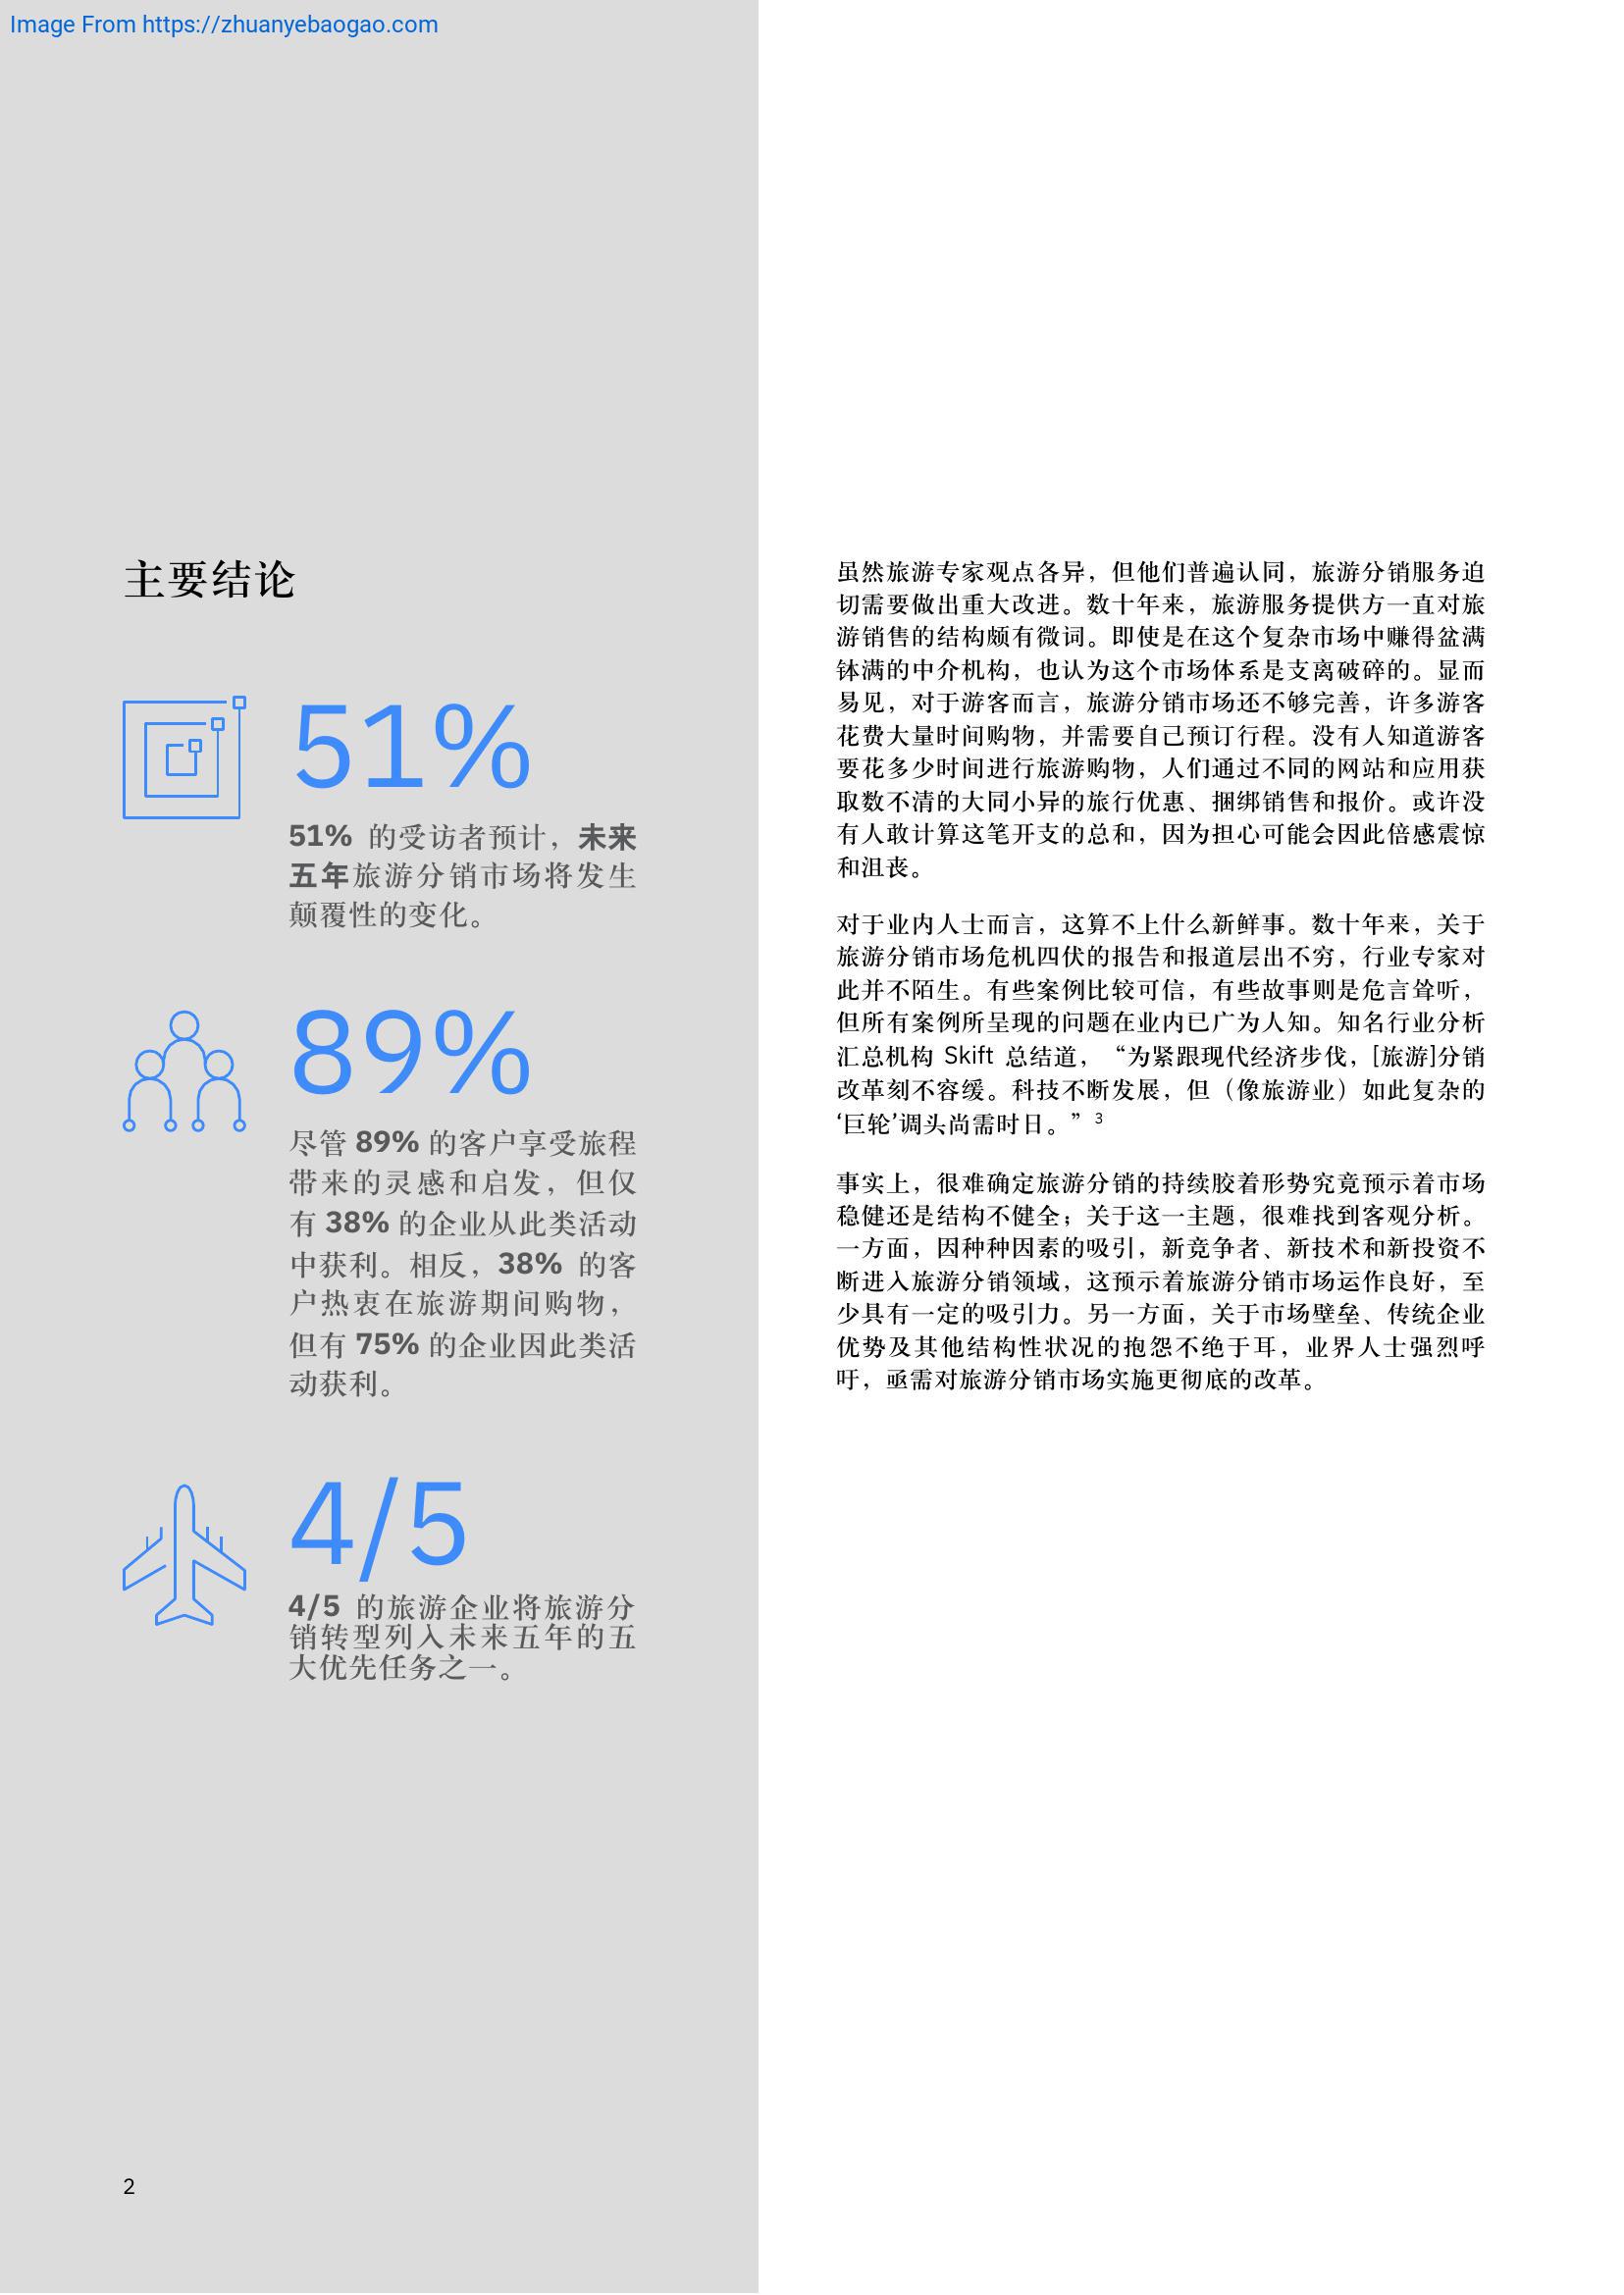 Image From https://zhuanyebaogao.com
主要结论
51%
51% 的受访者预计，未来
五年旅游分销市场将发生
颠覆性的变化。
89%
尽管 89% 的客户享受旅程
带来的灵感和启发，但仅
有 38% 的企业从此类活动
中获利。相反，38% 的客
户热衷在旅游期间购物，
但有 75% 的企业因此类活
动获利。
4/5
4/5 的旅游企业将旅游分
销转型列入未来五年的五
大优先任务之一。
2
虽然旅游专家观点各异，但他们普遍认同，旅游分销服务迫
切需要做出重大改进。数十年来，旅游服务提供方一直对旅
游销售的结构颇有微词。即使是在这个复杂市场中赚得盆满
钵满的中介机构，也认为这个市场体系是支离破碎的。显而
易见，对于游客而言，旅游分销市场还不够完善，许多游客
花费大量时间购物，并需要自己预订行程。没有人知道游客
要花多少时间进行旅游购物，人们通过不同的网站和应用获
取数不清的大同小异的旅行优惠、捆绑销售和报价。或许没
有人敢计算这笔开支的总和，因为担心可能会因此倍感震惊
和沮丧。
对于业内人士而言，这算不上什么新鲜事。数十年来，关于
旅游分销市场危机四伏的报告和报道层出不穷，行业专家对
此并不陌生。有些案例比较可信，有些故事则是危言耸听，
但所有案例所呈现的问题在业内已广为人知。知名行业分析
汇总机构 Skift 总结道，“为紧跟现代经济步伐，[旅游]分销
改革刻不容缓。科技不断发展，但（像旅游业）如此复杂的
‘巨轮’调头尚需时日。”3
事实上，很难确定旅游分销的持续胶着形势究竟预示着市场
稳健还是结构不健全；关于这一主题，很难找到客观分析。
一方面，因种种因素的吸引，新竞争者、新技术和新投资不
断进入旅游分销领域，这预示着旅游分销市场运作良好，至
少具有一定的吸引力。另一方面，关于市场壁垒、传统企业
优势及其他结构性状况的抱怨不绝于耳，业界人士强烈呼
吁，亟需对旅游分销市场实施更彻底的改革。